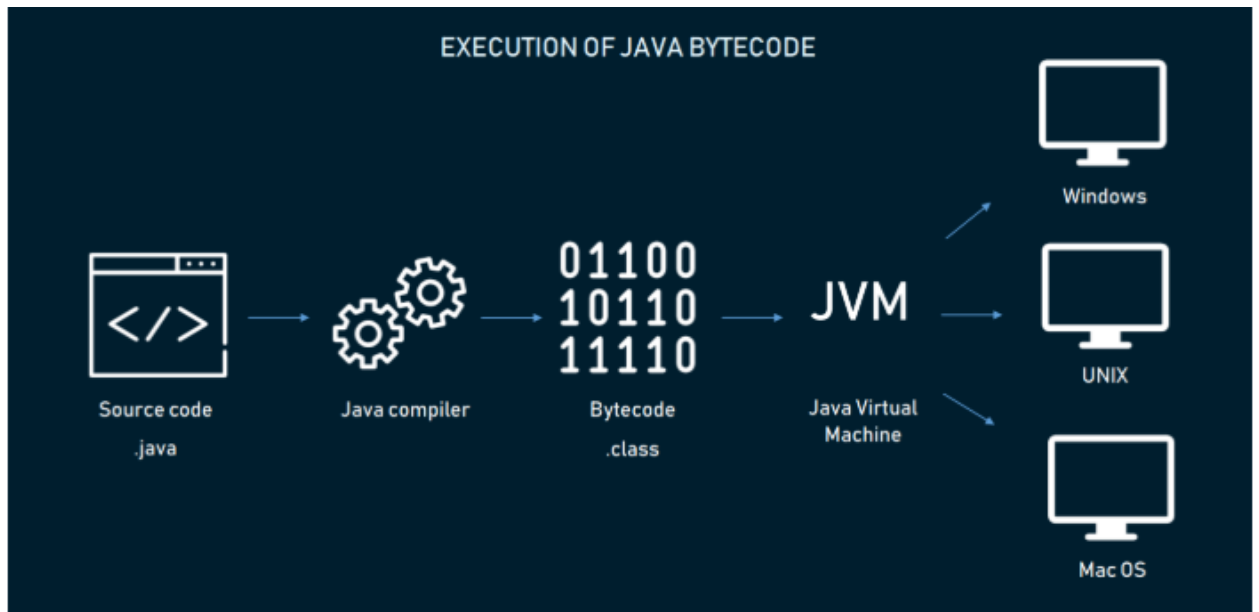 EXECUTION OF JAVA BYTECODE
</>
Source code
.java
Java compiler
01100
10110
11110
Bytecode
.class
JVM
Java Virtual
Machine
Windows
UNIX
Mac OS